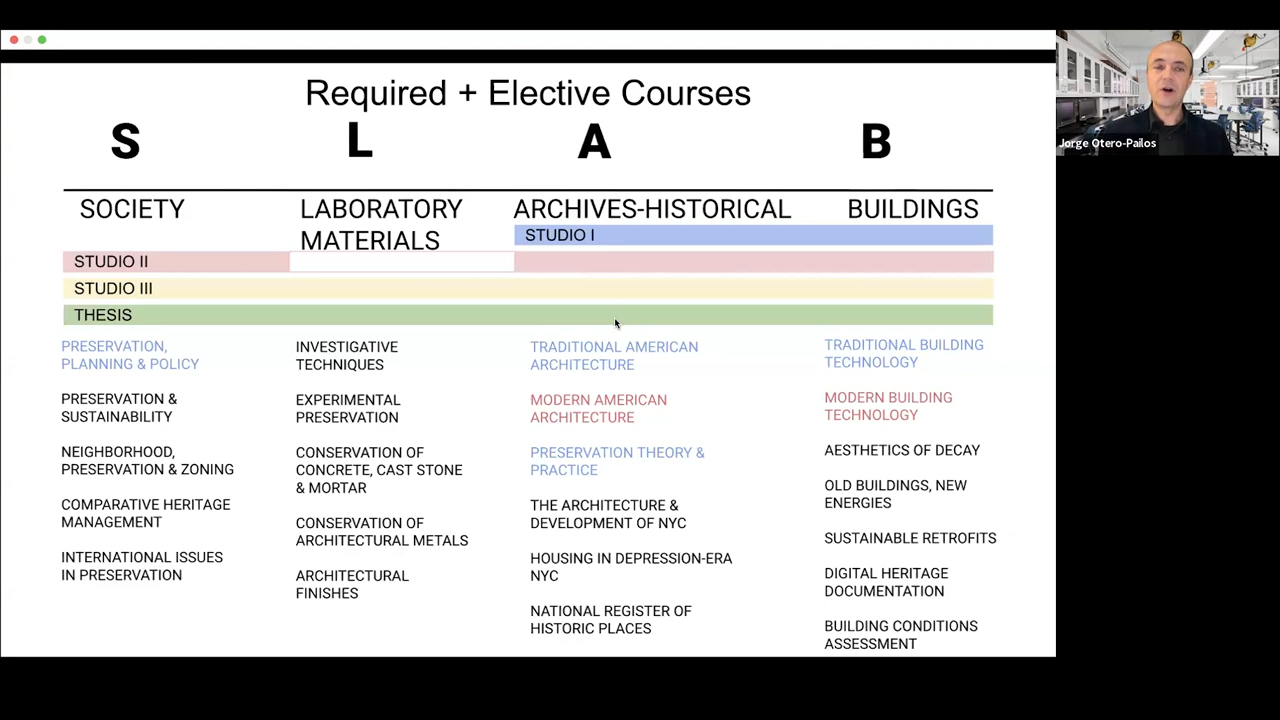 Required + Elective Courses
S L A B
SOCIETY
LABORATORY
MATERIALS
ARCHIVES-HISTORICAL
BUILDINGS
STUDIO I
STUDIO II
STUDIO III
THESIS
PRESERVATION,
PLANNING & POLICY
PRESERVATION &
SUSTAINABILITY
NEIGHBORHOOD,
PRESERVATION & ZONING
COMPARATIVE HERITAGE
MANAGEMENT
INTERNATIONAL ISSUES
IN PRESERVATION
INVESTIGATIVE
TECHNIQUES
EXPERIMENTAL
PRESERVATION
CONSERVATION OF
CONCRETE, CAST STONE
& MORTAR
CONSERVATION OF
ARCHITECTURAL METALS
ARCHITECTURAL
FINISHES
TRADITIONAL AMERICAN
ARCHITECTURE
MODERN AMERICAN
ARCHITECTURE
PRESERVATION THEORY &
PRACTICE
THE ARCHITECTURE &
DEVELOPMENT OF NYC
HOUSING IN DEPRESSION-ERA
NYC
NATIONAL REGISTER OF
HISTORIC PLACES
TRADITIONAL BUILDING
TECHNOLOGY
MODERN BUILDING
TECHNOLOGY
AESTHETICS OF DECAY
OLD BUILDINGS, NEW
ENERGIES
SUSTAINABLE RETROFITS
DIGITAL HERITAGE
DOCUMENTATION
BUILDING CONDITIONS
ASSESSMENT
Jorge Otero-Pailos